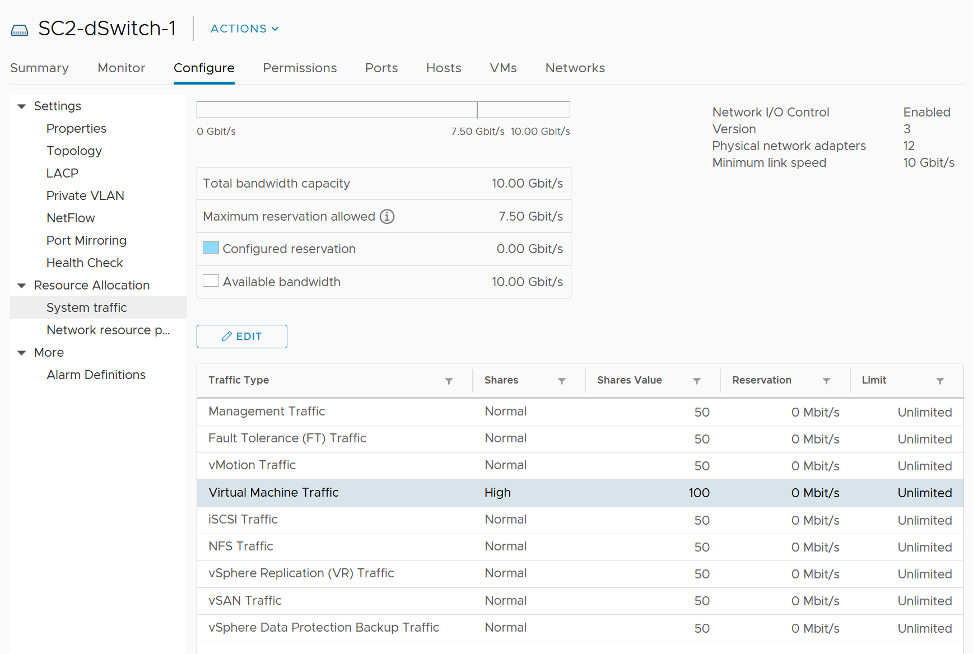 SC2-dSwitch-1 ACTIONS
Summary Monitor Configure Permissions Ports Hosts VMs Networks
Settings
Properties
Topology
LACP
Private VLAN
NetFlow
Port Mirroring
Health Check
Resource Allocation
System traffic
Network resource p...
More
Alarm Definitions
0 Gbit/s 7.50 Gbit/s 10.00 Gbit/s
Total bandwidth capacity 10.00 Gbit/s
Maximum reservation allowed 7.50 Gbit/s
Configured reservation 0.00 Gbit/s
Available bandwidth 10.00 Gbit/s
Network I/O Control Enabled
Version 3
Physical network adapters 12
Minimum link speed 10 Gbit/s
EDIT
Traffic Type Shares Shares Value Reservation Limit
Management Traffic Normal 50 0 Mbit/s Unlimited
Fault Tolerance (FT) Traffic Normal 50 0 Mbit/s Unlimited
vMotion Traffic Normal 50 0 Mbit/s Unlimited
Virtual Machine Traffic High 100 0 Mbit/s Unlimited
iSCSI Traffic Normal 50 0 Mbit/s Unlimited
NFS Traffic Normal 50 0 Mbit/s Unlimited
vSphere Replication (VR) Traffic Normal 50 0 Mbit/s Unlimited
vSAN Traffic Normal 50 0 Mbit/s Unlimited
vSphere Data Protection Backup Traffic Normal 50 0 Mbit/s Unlimited